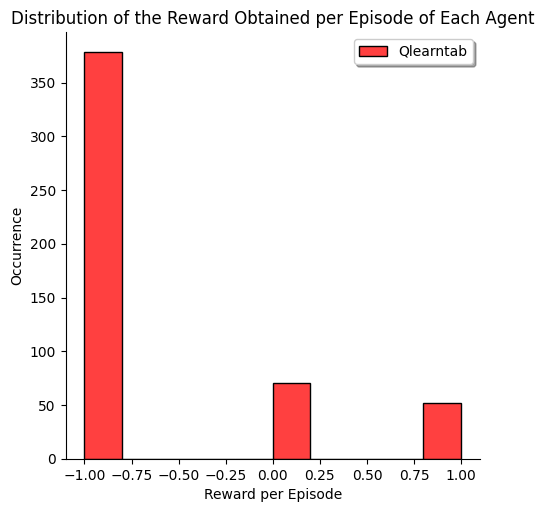 Distribution of the Reward Obtained per Episode of Each Agent
Qlearntab
350
300
250
200
150
100
50
0
Occurrence
−1.00 −0.75 −0.50 −0.25 0.00 0.25 0.50 0.75 1.00
Reward per Episode